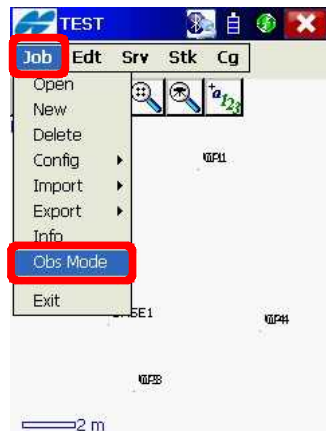 TEST
Job Edt Srv Stk Cg
Open
New
Delete
Config
Import
Export
Info
Obs Mode
Exit
2 m